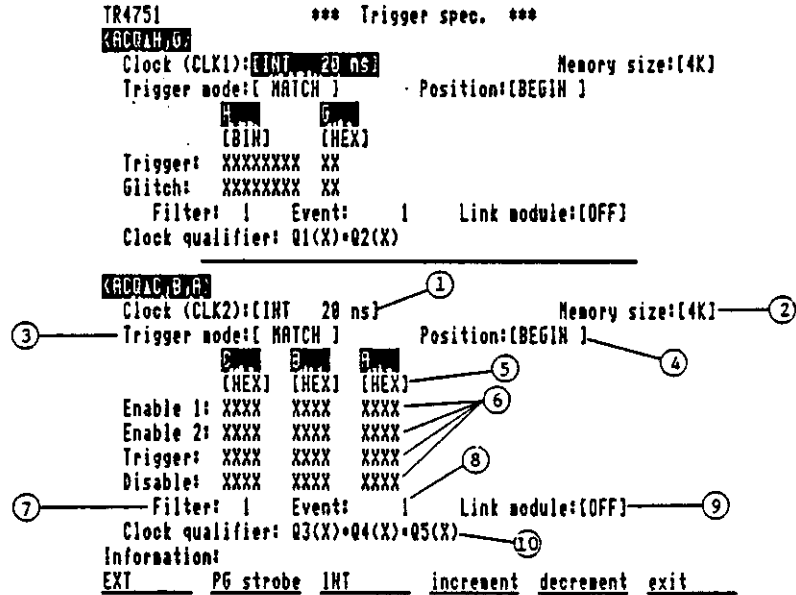 TR4751 *** Trigger spec. ***
(ACQ▲H,G)
Clock (CLK1):[INT 20 ns] Memory size:[4K]
Trigger mode:[ MATCH ] Position:[BEGIN ]
H G
[BIN] [HEX]
Trigger: XXXXXXXX XX
Glitch: XXXXXXXX XX
Filter: 1 Event: 1 Link module:[OFF]
Clock qualifier: Q1(X)*Q2(X)
(ACQ▲C,B,A)
①
Clock (CLK2):[INT 20 ns] Memory size:[4K] ②
③ Trigger mode:[ MATCH ] Position:[BEGIN ] ④
C B A
[HEX] [HEX] [HEX] ⑤
Enable 1: XXXX XXXX XXXX ⑥
Enable 2: XXXX XXXX XXXX
Trigger: XXXX XXXX XXXX
Disable: XXXX XXXX XXXX ⑧
⑦ Filter: 1 Event: 1 Link module:[OFF] ⑨
Clock qualifier: Q3(X)*Q4(X)*Q5(X) ⑩
Information:
EXT PG strobe INT increment decrement exit